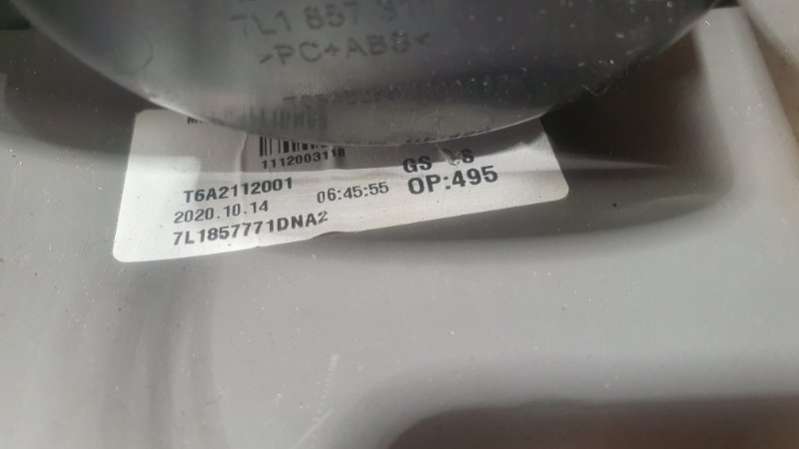 7L1 857
>PC+ABS<
1112003118
T6A2112001
2020.10.14 06:45:55
GS
OP:495
7L1857771DNA2